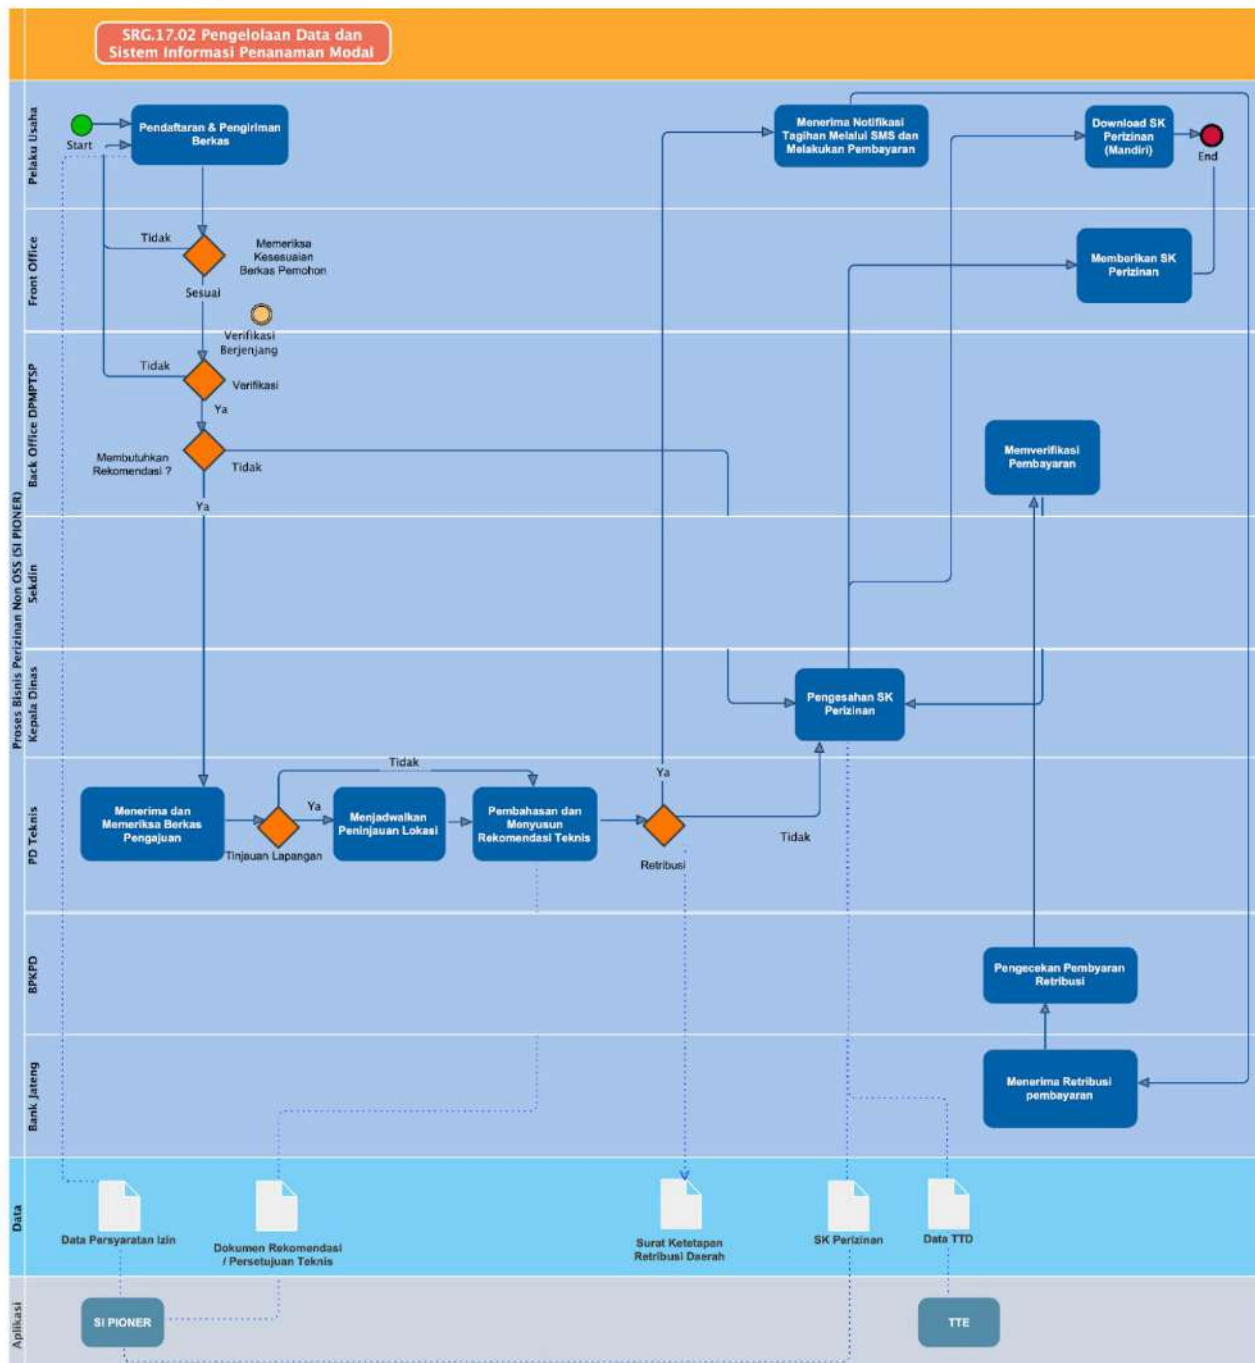 SRG.17.02 Pengelolaan Data dan
Sistem Informasi Penanaman Modal
Proses Bisnis Perizinan Non OSS (SI PIONER)
Pelaku Usaha
Start
Pendaftaran & Pengiriman
Berkas
Menerima Notifikasi
Tagihan Melalui SMS dan
Melakukan Pembayaran
Download SK
Perizinan
(Mandiri)
End
Front Office
Tidak
Memeriksa
Kesesuaian
Berkas Pemohon
Sesuai
Verifikasi
Berjenjang
Memberikan SK
Perizinan
Back Office DPMPTSP
Tidak
Verifikasi
Ya
Membutuhkan
Rekomendasi ?
Tidak
Ya
Memverifikasi
Pembayaran
Sekdin
Kepala Dinas
Pengesahan SK
Perizinan
PD Teknis
Menerima dan
Memeriksa Berkas
Pengajuan
Tinjauan Lapangan
Tidak
Ya
Menjadwalkan
Peninjauan Lokasi
Pembahasan dan
Menyusun
Rekomendasi Teknis
Ya
Retribusi
Tidak
BPKPD
Pengecekan Pembyaran
Retribusi
Bank Jateng
Menerima Retribusi
pembayaran
Data
Data Persyaratan Izin
Dokumen Rekomendasi
/ Persetujuan Teknis
Surat Ketetapan
Retribusi Daerah
SK Perizinan
Data TTD
Aplikasi
SI PIONER
TTE